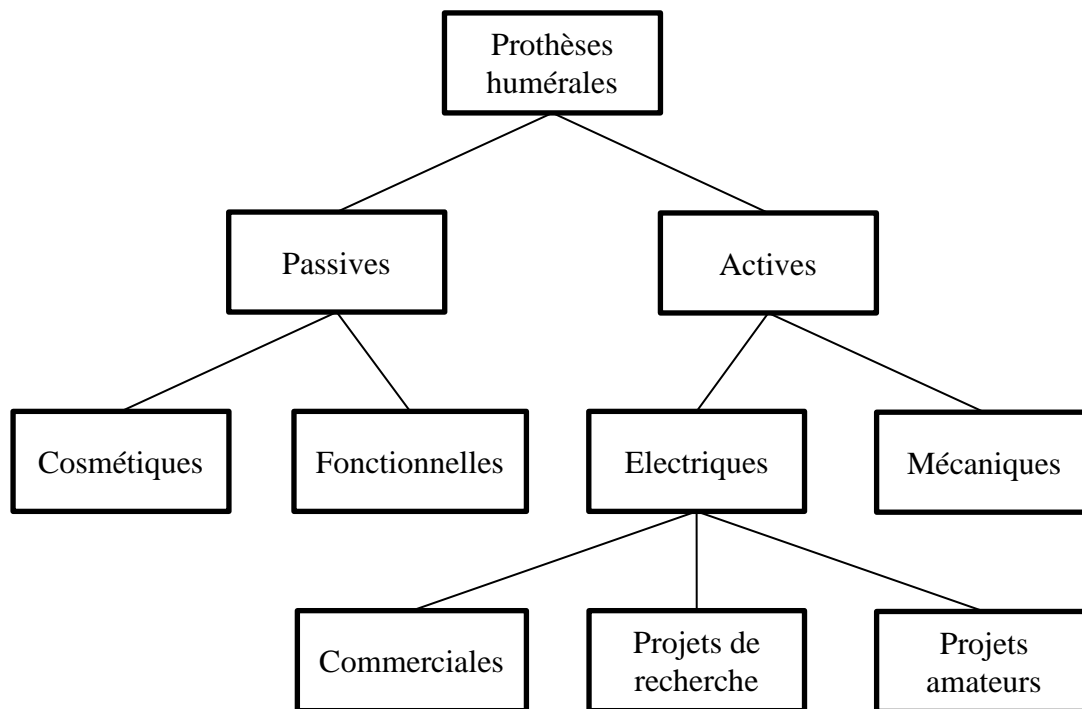 Prothèses
humérales
Passives
Actives
Cosmétiques
Fonctionnelles
Electriques
Mécaniques
Commerciales
Projets de
recherche
Projets
amateurs